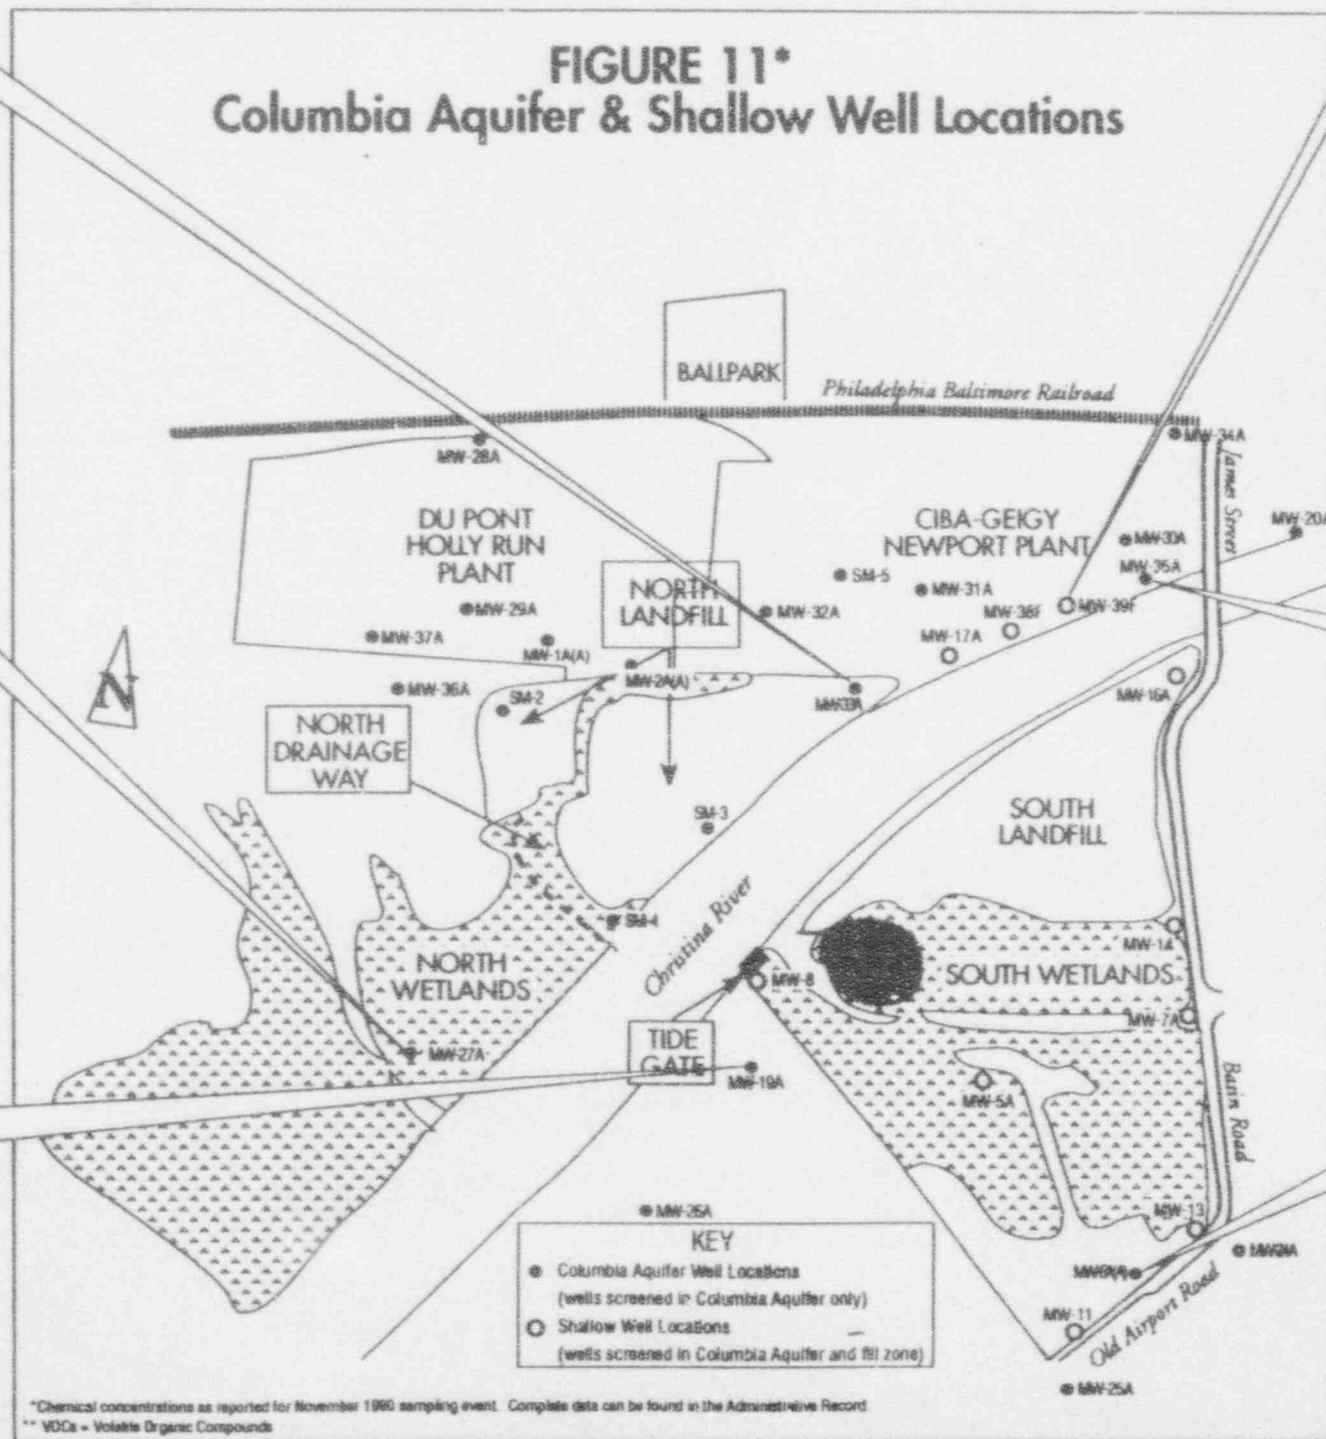 FIGURE 11*
Columbia Aquifer & Shallow Well Locations
BALLPARK
Philadelphia Baltimore Railroad
MW-34A
MW-28A
James Street
DU PONT
HOLLY RUN
PLANT
CIBA-GEIGY
NEWPORT PLANT
MW-20A
MW-30A
MW-35A
NORTH
LANDFILL
SM-5
MW-31A
MW-29A
MW-32A
MW-38F
MW-39F
MW-37A
MW-1A(A)
MW-17A
MW-2A(A)
MW-36A
SM-2
MW-33A
MW-16A
N
NORTH
DRAINAGE
WAY
SM-3
SOUTH
LANDFILL
SM-4
Christina River
MW-14
NORTH
WETLANDS
MW-8
SOUTH WETLANDS
MW-7A
TIDE
GATE
MW-27A
MW-19A
MW-5A
Basin Road
MW-26A
MW-13
MW-24A
KEY
Columbia Aquifer Well Locations
(wells screened in Columbia Aquifer only)
Shallow Well Locations
(wells screened in Columbia Aquifer and fill zone)
MW-11
Old Airport Road
MW-25A
*Chemical concentrations as reported for November 1990 sampling event. Complete data can be found in the Administrative Record.
** VOCs = Volatile Organic Compounds